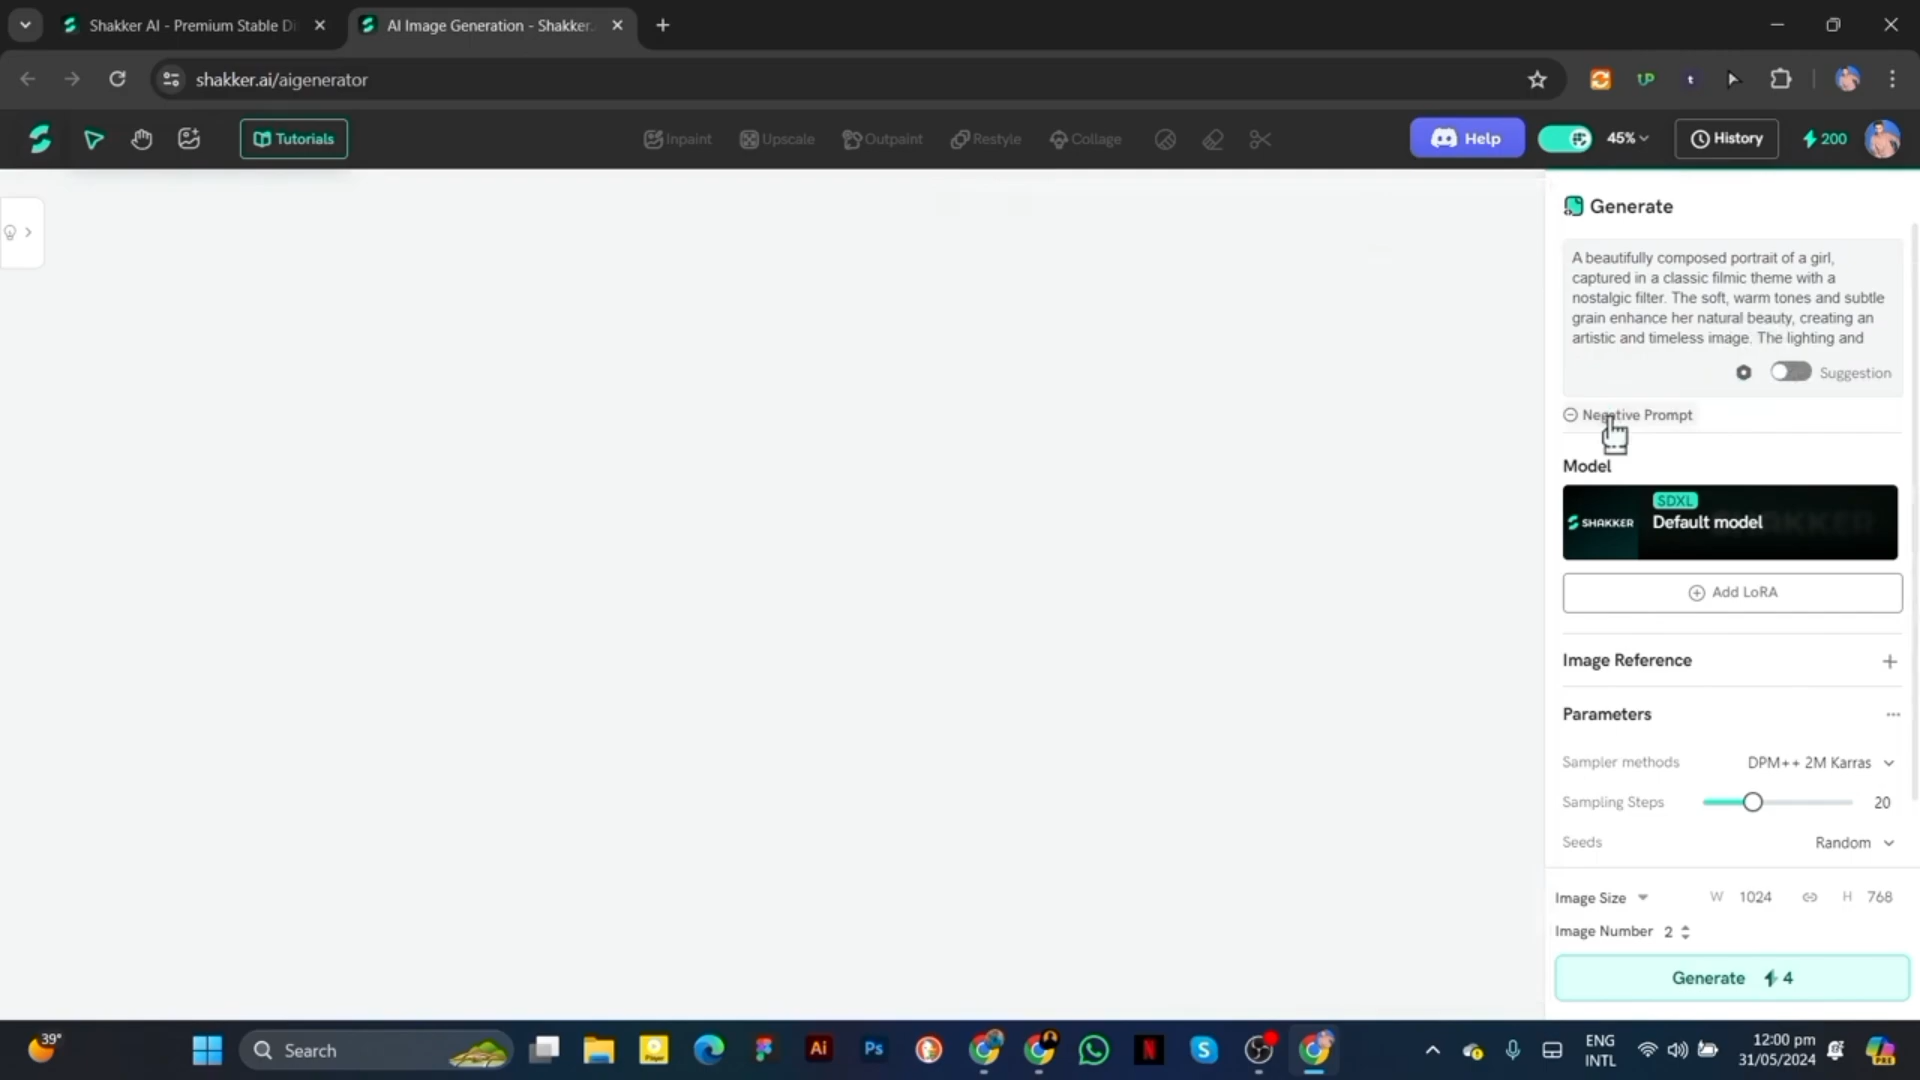 Shakker AI - Premium Stable Di
AI Image Generation - Shakker.
shakker.ai/aigenerator
Tutorials
Inpaint
Upscale
Outpaint
Restyle
Collage
Help
45%
History
200
Generate
A beautifully composed portrait of a girl,
captured in a classic filmic theme with a
nostalgic filter. The soft, warm tones and subtle
grain enhance her natural beauty, creating an
artistic and timeless image. The lighting and
Suggestion
Negative Prompt
Model
SDXL
SHAKKER
Default model
Add LoRA
Image Reference
Parameters
Sampler methods
DPM++ 2M Karras
Sampling Steps
20
Seeds
Random
Image Size
W 1024
H 768
Image Number 2
Generate 4
39°
Search
Ai
Ps
ENG
INTL
12:00 pm
31/05/2024